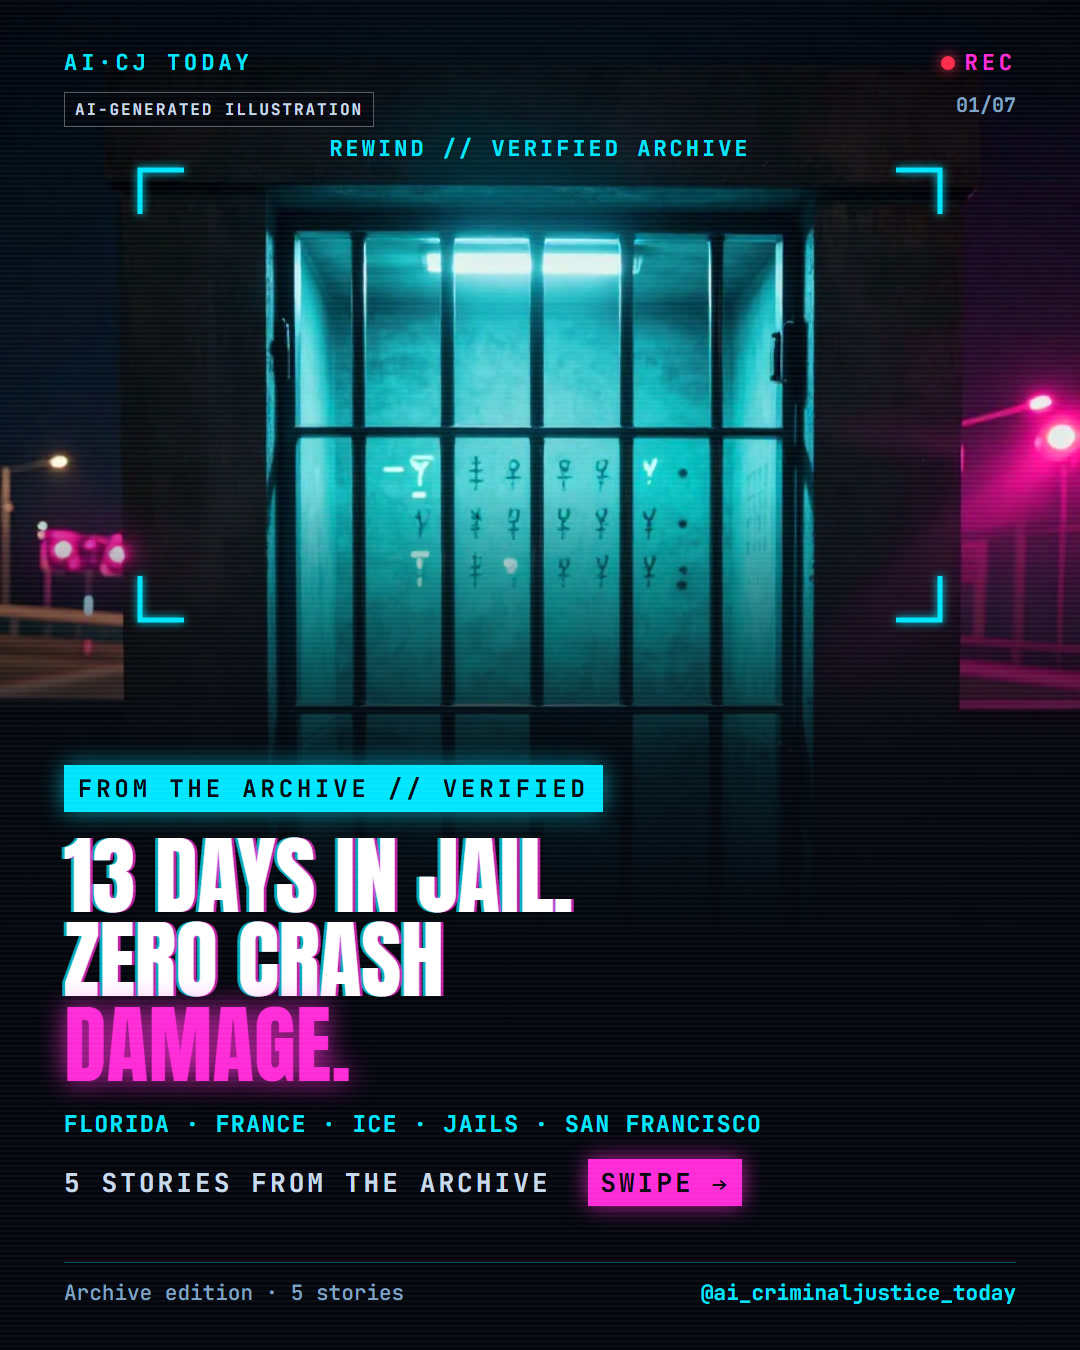 AI·CJ TODAY
REC
AI-GENERATED ILLUSTRATION
01/07
REWIND // VERIFIED ARCHIVE
FROM THE ARCHIVE // VERIFIED
13 DAYS IN JAIL.
ZERO CRASH
DAMAGE.
FLORIDA · FRANCE · ICE · JAILS · SAN FRANCISCO
5 STORIES FROM THE ARCHIVE
SWIPE →
Archive edition · 5 stories
@ai_criminaljustice_today